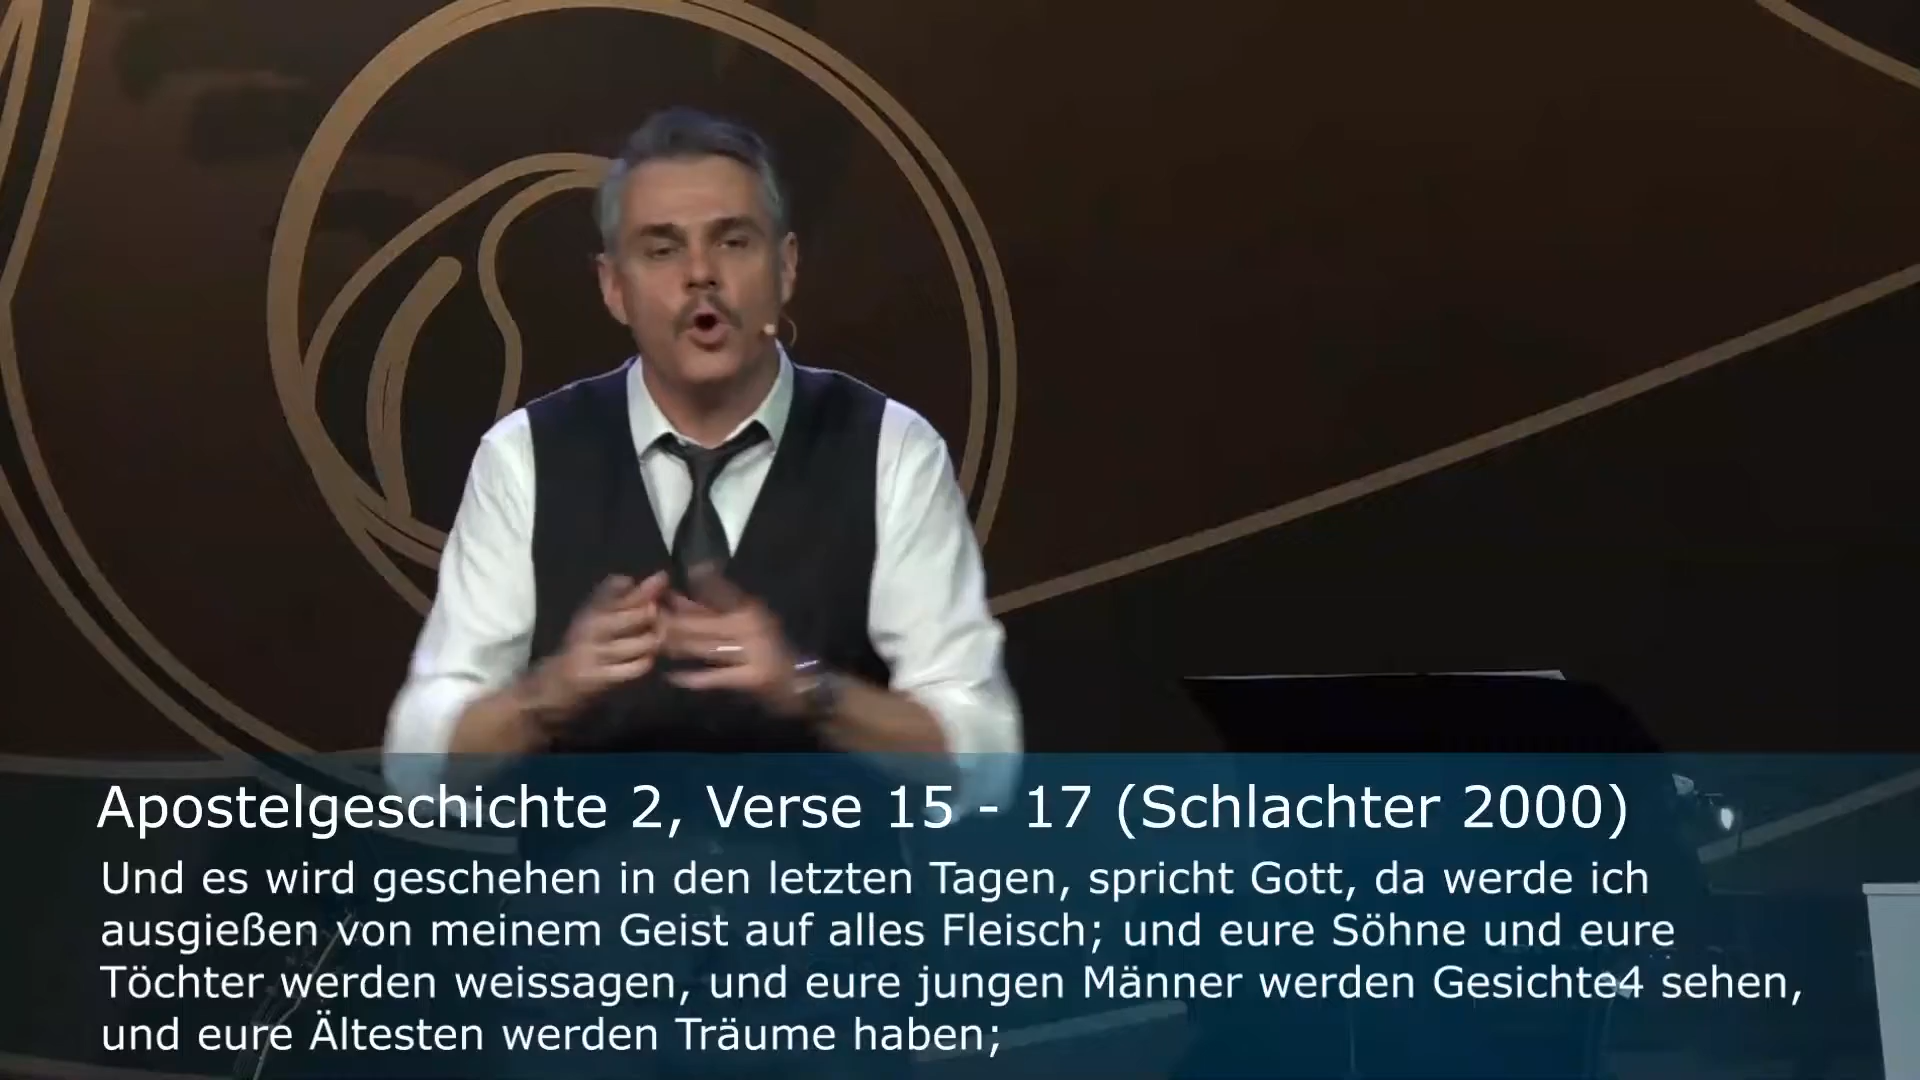 Apostelgeschichte 2, Verse 15 - 17 (Schlachter 2000)
Und es wird geschehen in den letzten Tagen, spricht Gott, da werde ich
ausgießen von meinem Geist auf alles Fleisch; und eure Söhne und eure
Töchter werden weissagen, und eure jungen Männer werden Gesichte4 sehen,
und eure Ältesten werden Träume haben;